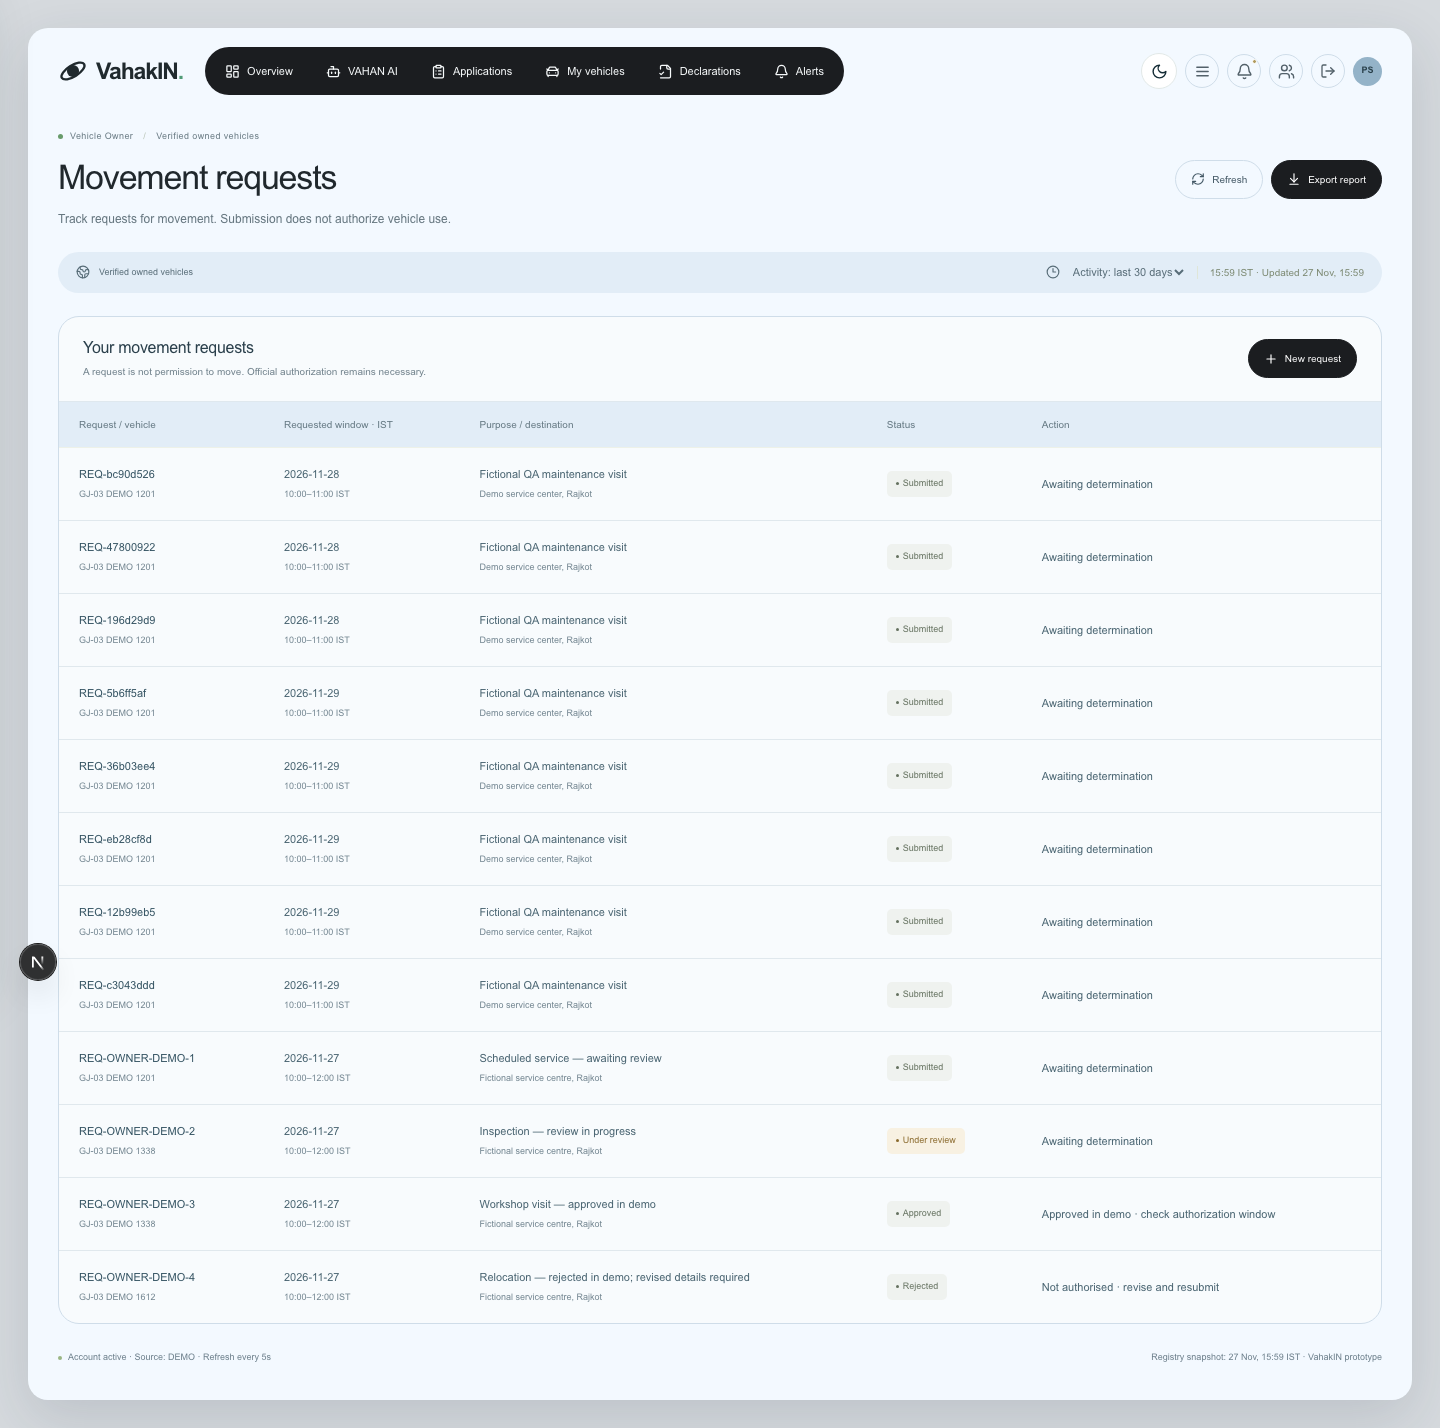 VahakIN.
Overview
VAHAN AI
Applications
My vehicles
Declarations
Alerts
PS
Vehicle Owner / Verified owned vehicles
Movement requests
Refresh
Export report
Track requests for movement. Submission does not authorize vehicle use.
Verified owned vehicles
Activity: last 30 days
15:59 IST · Updated 27 Nov, 15:59
Your movement requests
A request is not permission to move. Official authorization remains necessary.
New request
Request / vehicle
Requested window · IST
Purpose / destination
Status
Action
REQ-bc90d526
GJ-03 DEMO 1201
2026-11-28
10:00–11:00 IST
Fictional QA maintenance visit
Demo service center, Rajkot
Submitted
Awaiting determination
REQ-47800922
GJ-03 DEMO 1201
2026-11-28
10:00–11:00 IST
Fictional QA maintenance visit
Demo service center, Rajkot
Submitted
Awaiting determination
REQ-196d29d9
GJ-03 DEMO 1201
2026-11-28
10:00–11:00 IST
Fictional QA maintenance visit
Demo service center, Rajkot
Submitted
Awaiting determination
REQ-5b6ff5af
GJ-03 DEMO 1201
2026-11-29
10:00–11:00 IST
Fictional QA maintenance visit
Demo service center, Rajkot
Submitted
Awaiting determination
REQ-36b03ee4
GJ-03 DEMO 1201
2026-11-29
10:00–11:00 IST
Fictional QA maintenance visit
Demo service center, Rajkot
Submitted
Awaiting determination
REQ-eb28cf8d
GJ-03 DEMO 1201
2026-11-29
10:00–11:00 IST
Fictional QA maintenance visit
Demo service center, Rajkot
Submitted
Awaiting determination
REQ-12b99eb5
GJ-03 DEMO 1201
2026-11-29
10:00–11:00 IST
Fictional QA maintenance visit
Demo service center, Rajkot
Submitted
Awaiting determination
N
REQ-c3043ddd
GJ-03 DEMO 1201
2026-11-29
10:00–11:00 IST
Fictional QA maintenance visit
Demo service center, Rajkot
Submitted
Awaiting determination
REQ-OWNER-DEMO-1
GJ-03 DEMO 1201
2026-11-27
10:00–12:00 IST
Scheduled service — awaiting review
Fictional service centre, Rajkot
Submitted
Awaiting determination
REQ-OWNER-DEMO-2
GJ-03 DEMO 1338
2026-11-27
10:00–12:00 IST
Inspection — review in progress
Fictional service centre, Rajkot
Under review
Awaiting determination
REQ-OWNER-DEMO-3
GJ-03 DEMO 1338
2026-11-27
10:00–12:00 IST
Workshop visit — approved in demo
Fictional service centre, Rajkot
Approved
Approved in demo · check authorization window
REQ-OWNER-DEMO-4
GJ-03 DEMO 1612
2026-11-27
10:00–12:00 IST
Relocation — rejected in demo; revised details required
Fictional service centre, Rajkot
Rejected
Not authorised · revise and resubmit
Account active · Source: DEMO · Refresh every 5s
Registry snapshot: 27 Nov, 15:59 IST · VahakIN prototype